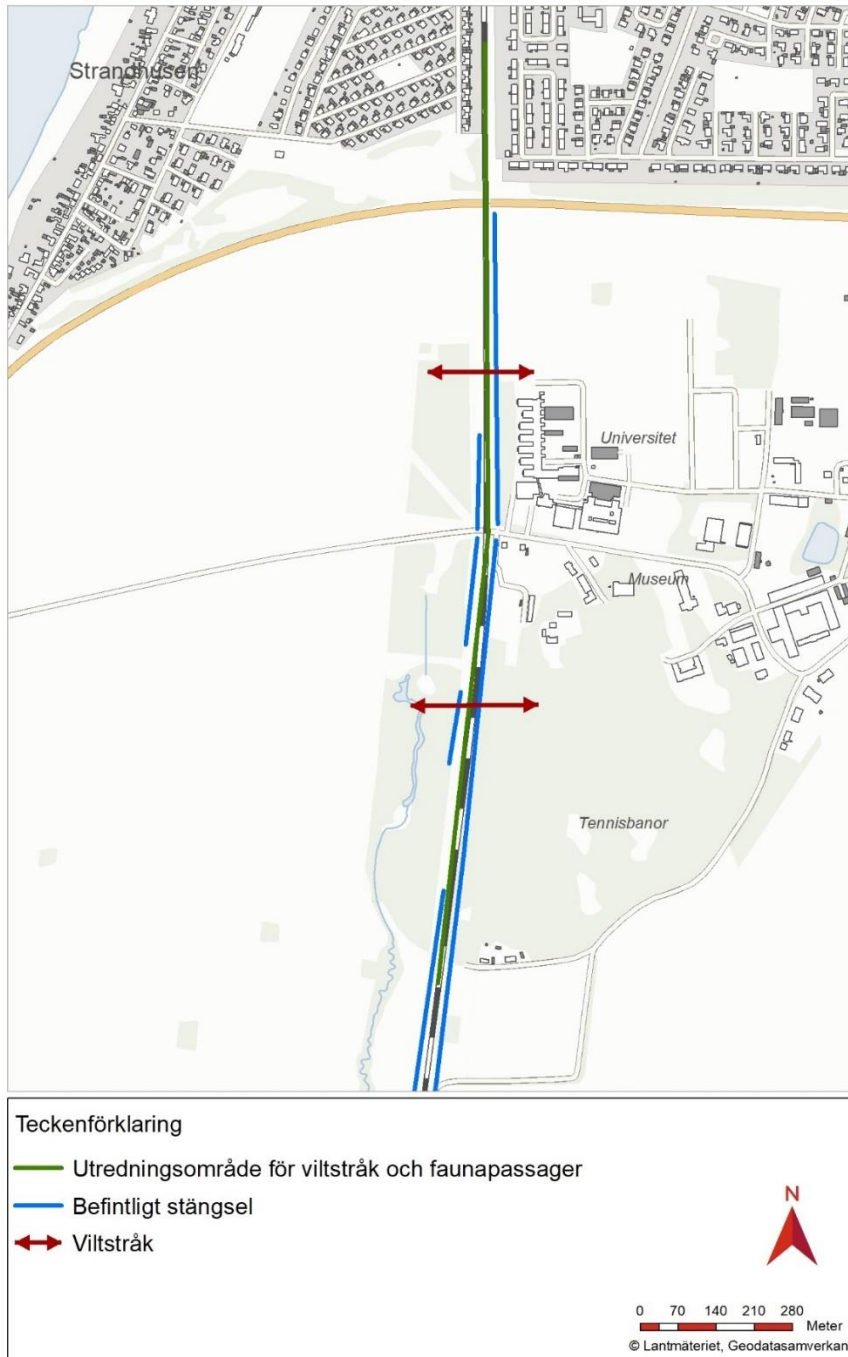 Strandhusen
Universitet
Museum
Tennisbanor
Teckenförklaring
Utredningsområde för viltstråk och faunapassager
Befintligt stängsel
Viltstråk
N
0 70 140 210 280
Meter
© Lantmäteriet, Geodatasamverkan